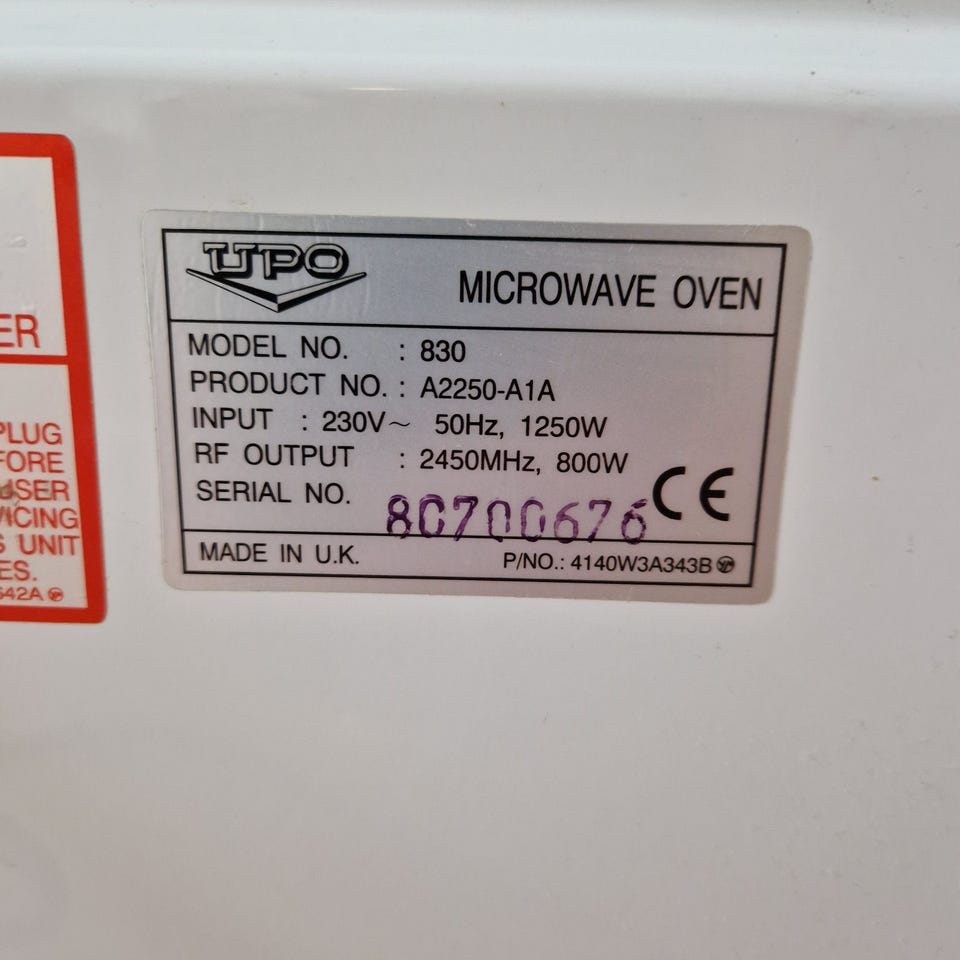 UPO
MICROWAVE OVEN
MODEL NO. : 830
PRODUCT NO. : A2250-A1A
INPUT : 230V~ 50Hz, 1250W
RF OUTPUT : 2450MHz, 800W
SERIAL NO. 80700676
CE
MADE IN U.K. P/NO.: 4140W3A343B
ER
PLUG
FORE
USER
VICING
S UNIT
ES.
642A